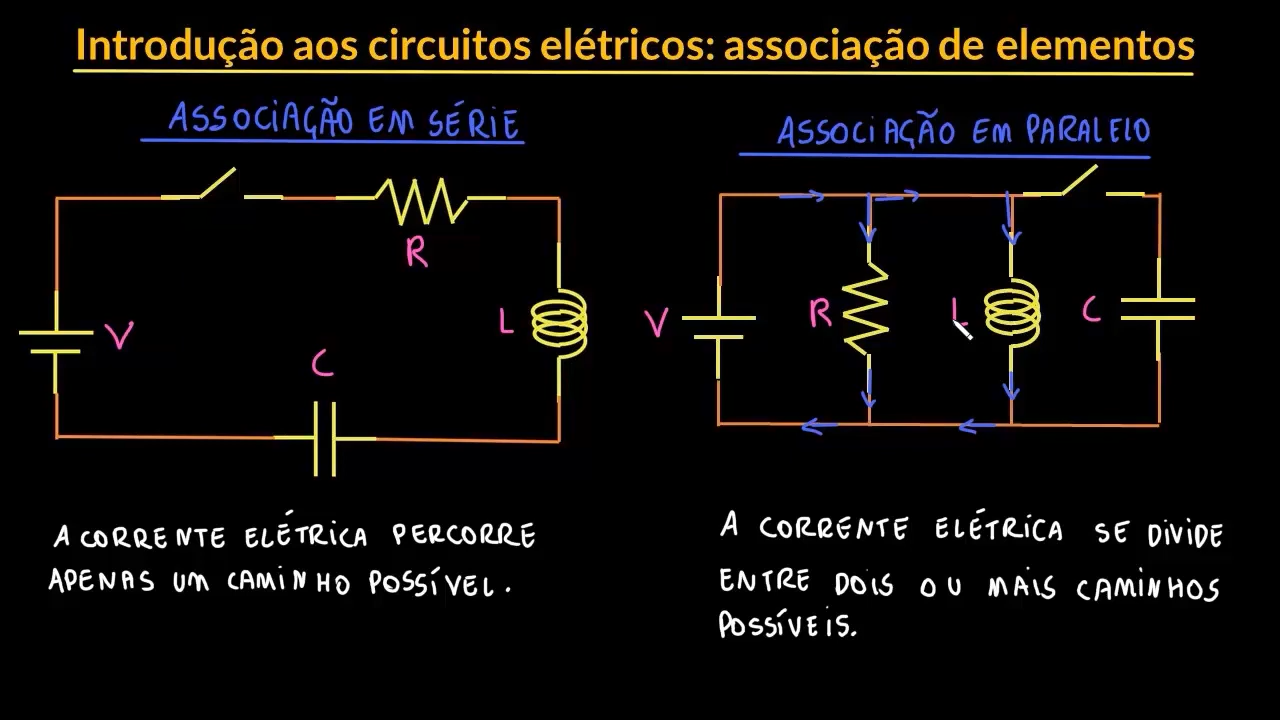 Introdução aos circuitos elétricos: associação de elementos
ASSOCIAÇÃO EM SÉRIE
R
L
V
C
A CORRENTE ELÉTRICA PERCORRE
APENAS UM CAMINHO POSSÍVEL.
ASSOCIAÇÃO EM PARALELO
V
R
L
C
A CORRENTE ELÉTRICA SE DIVIDE
ENTRE DOIS OU MAIS CAMINHOS
POSSÍVEIS.